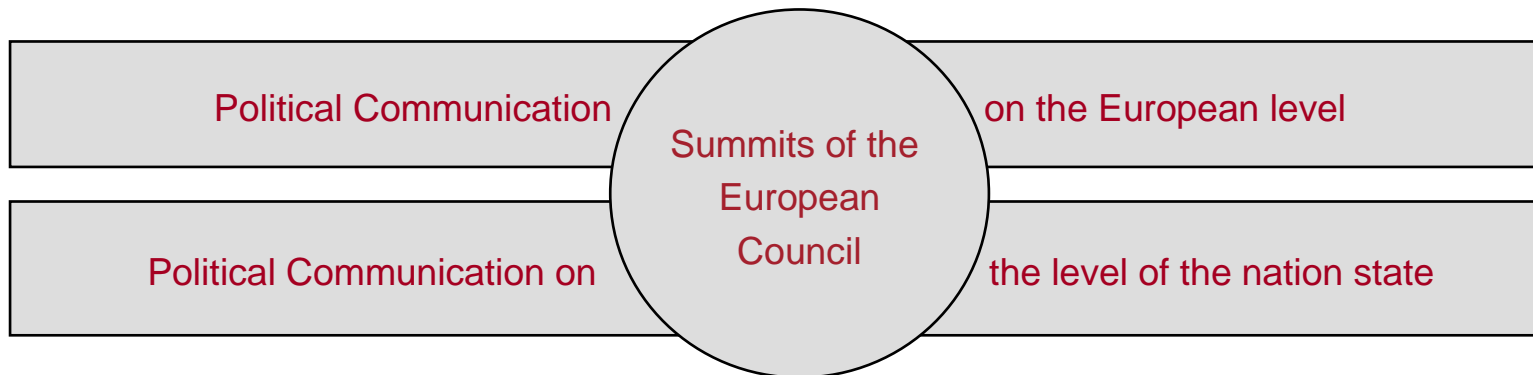 Political Communication on the European level
Summits of the
European
Council
Political Communication on the level of the nation state